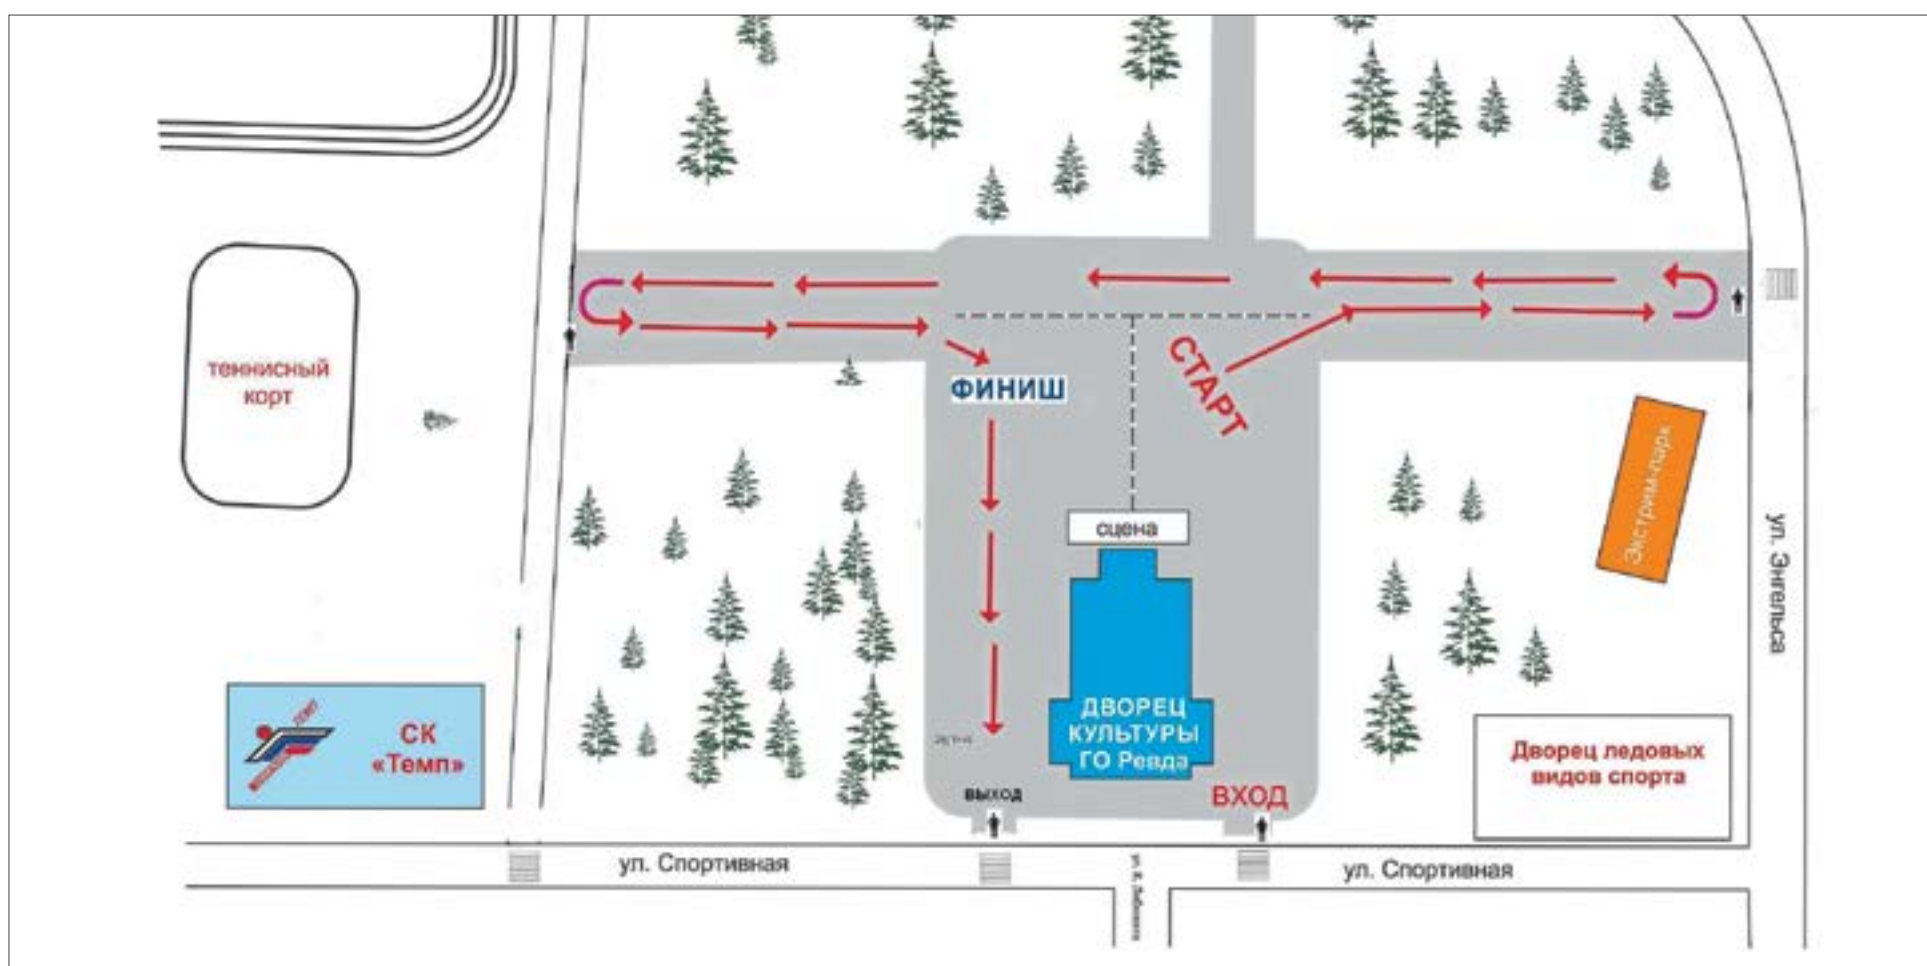 теннисный
корт
ФИНИШ
СТАРТ
сцена
Экстрим-парк
ул. Энгельса
ТЕМП
СК
«Темп»
ДВОРЕЦ
КУЛЬТУРЫ
ГО Ревда
Дворец ледовых
видов спорта
выход
ВХОД
ул. Спортивная
ул. Спортивная